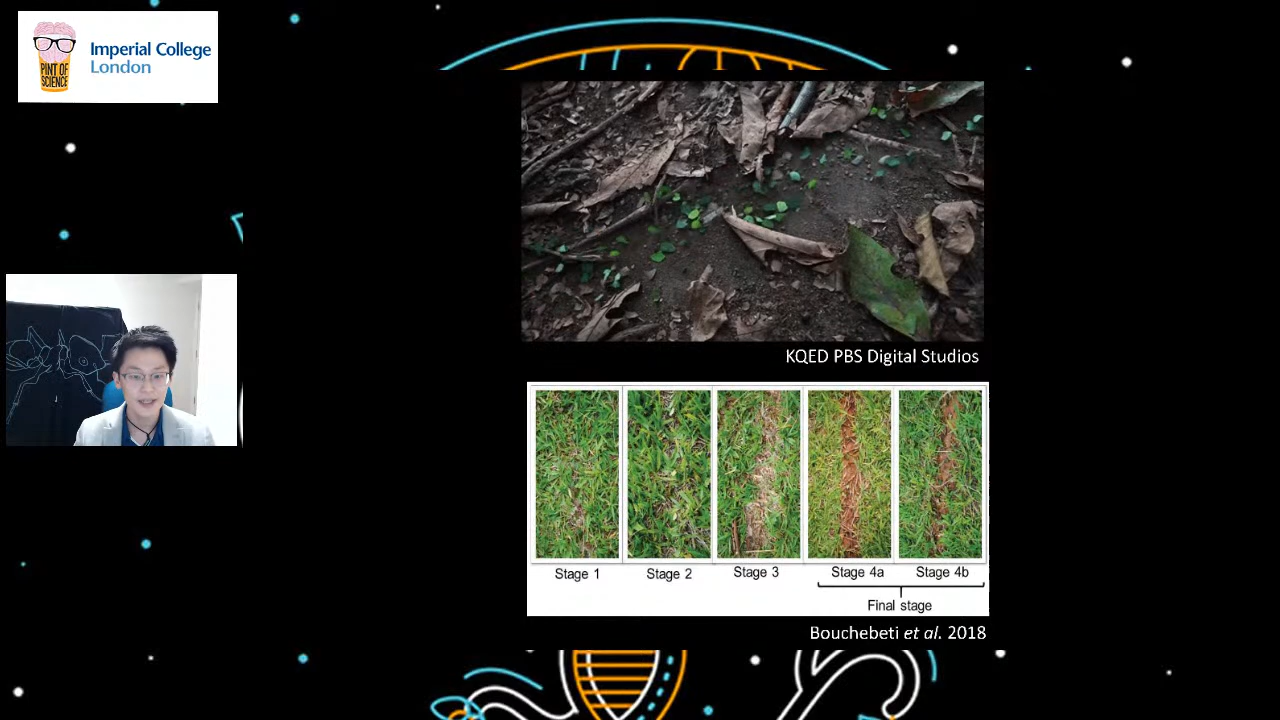 PINT OF
SCIENCE
Imperial College
London
KQED PBS Digital Studios
Stage 1
Stage 2
Stage 3
Stage 4a
Stage 4b
Final stage
Bouchebeti et al. 2018